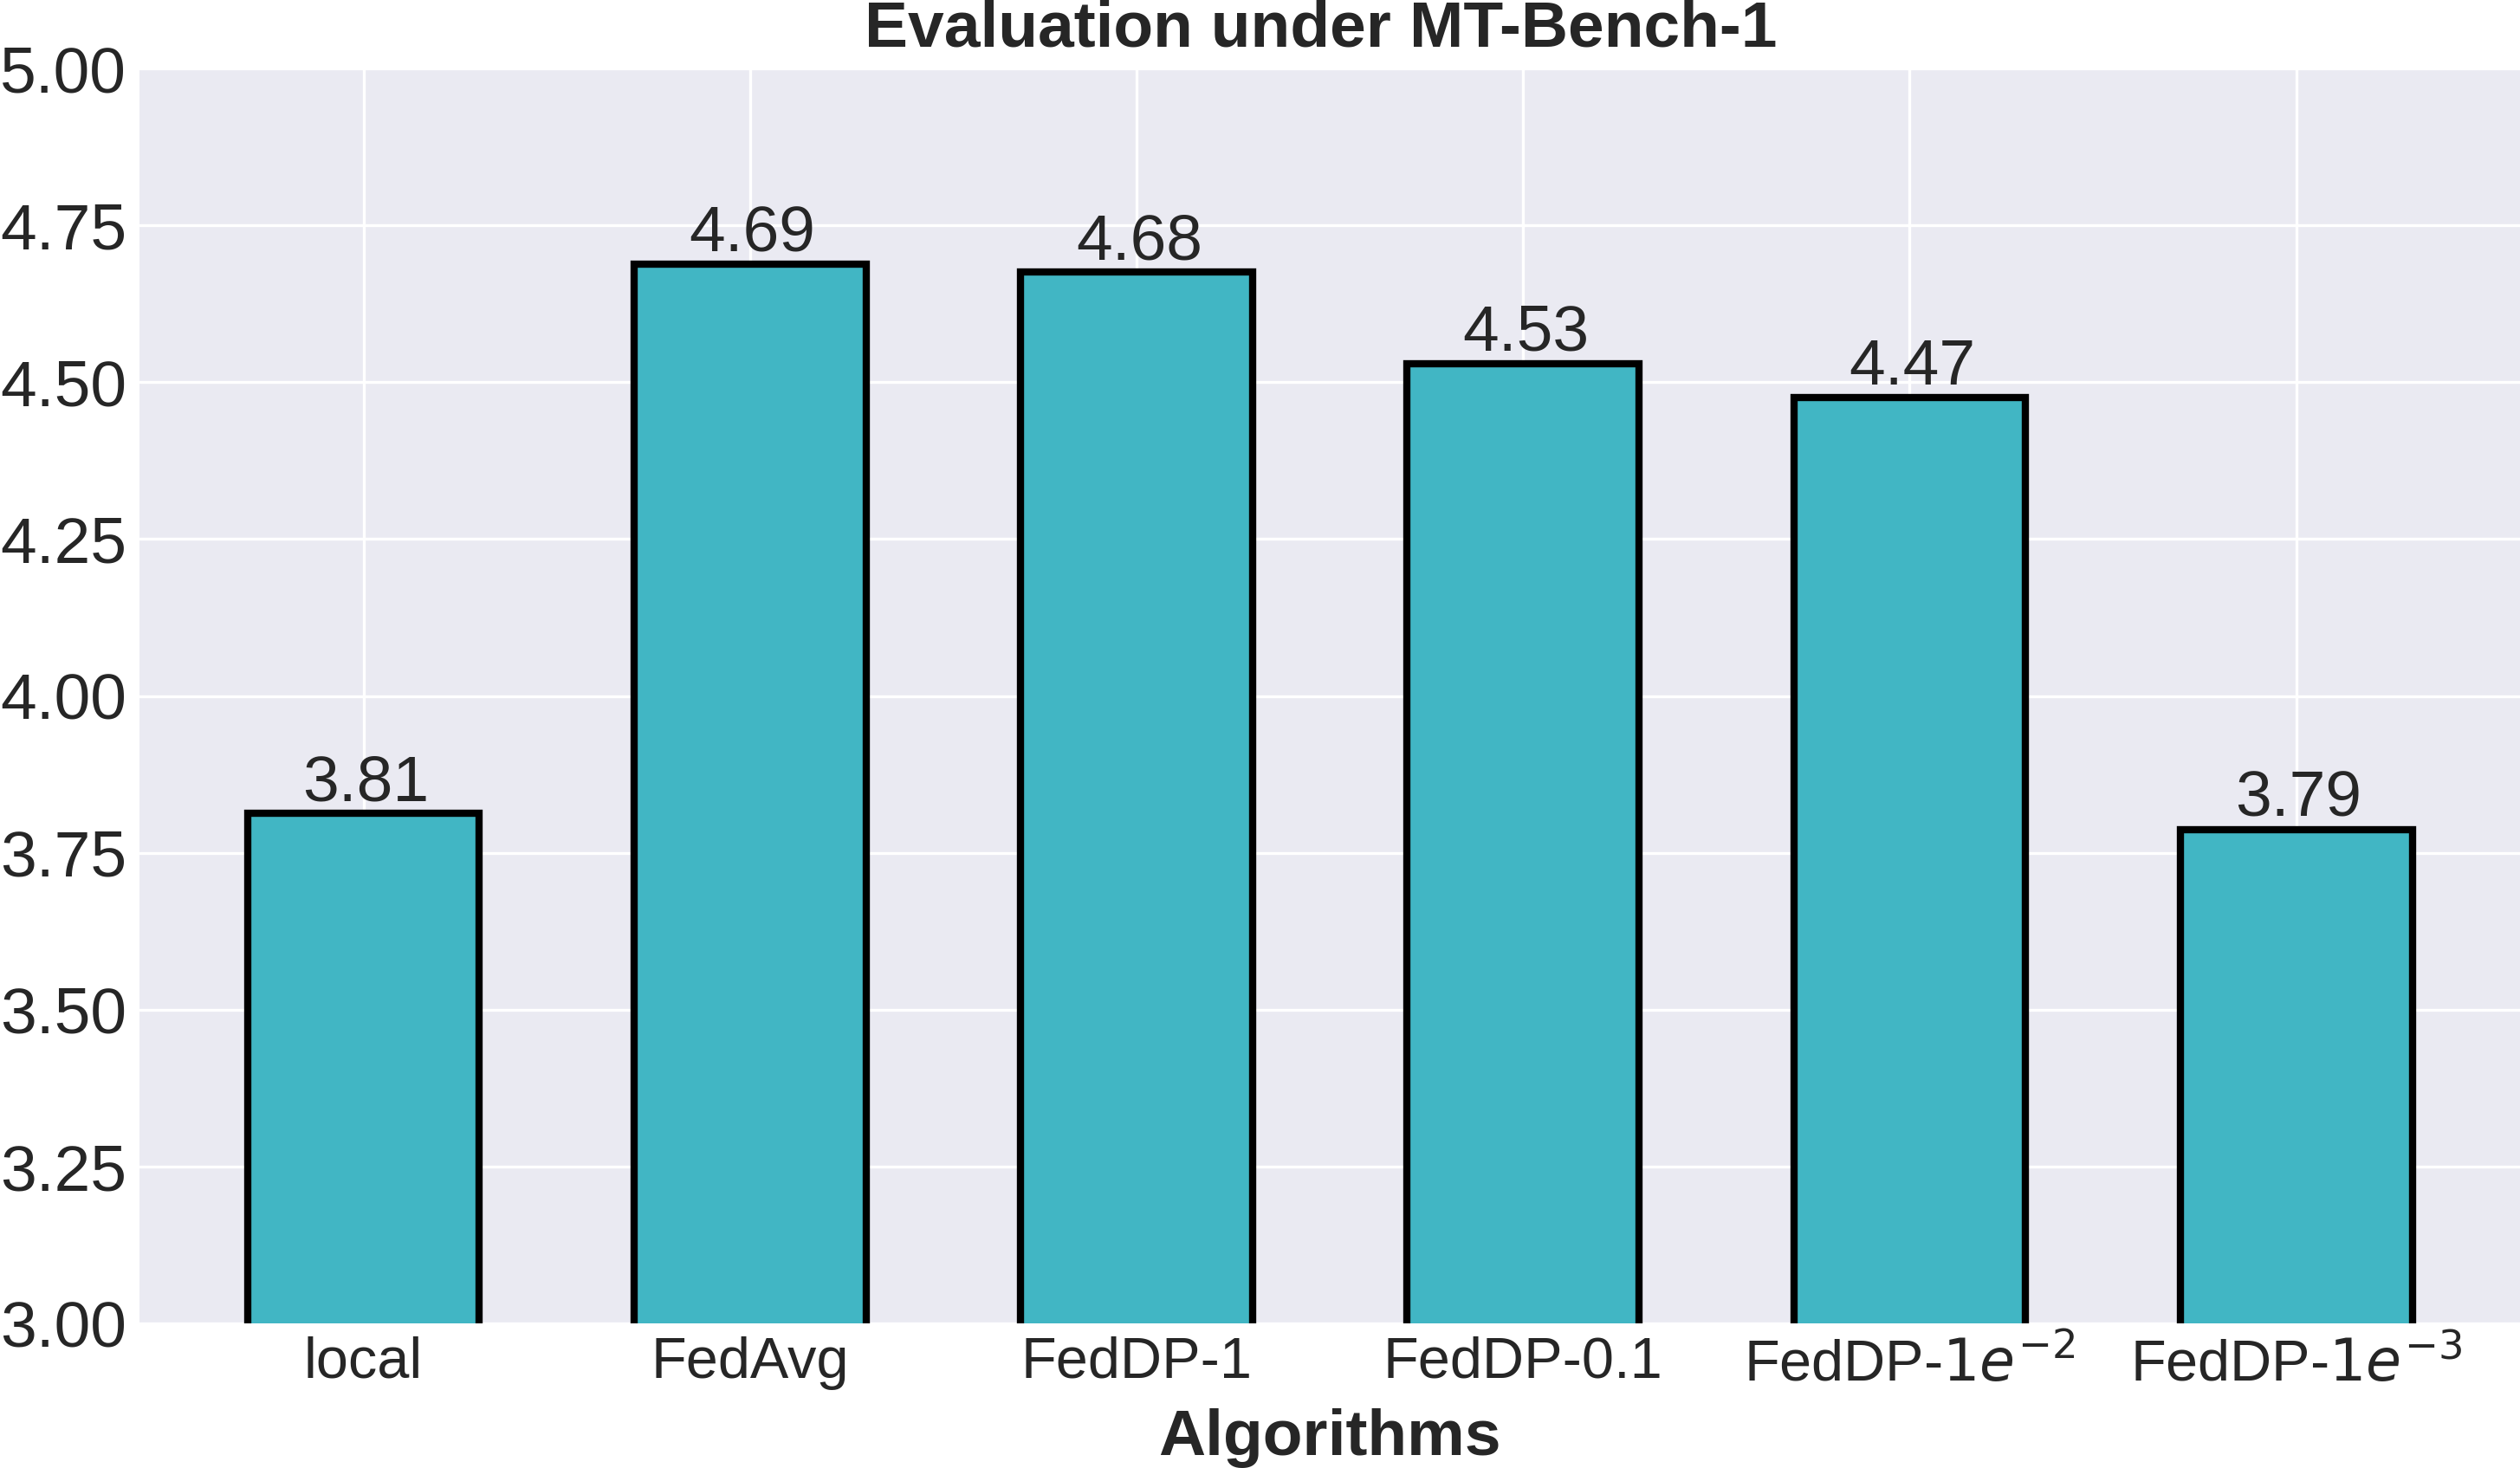 Evaluation under MT-Bench-1
5.00
4.75
4.50
4.25
4.00
3.75
3.50
3.25
3.00
3.81
4.69
4.68
4.53
4.47
3.79
local
FedAvg
FedDP-1
FedDP-0.1
FedDP-1e⁻²
FedDP-1e⁻³
Algorithms